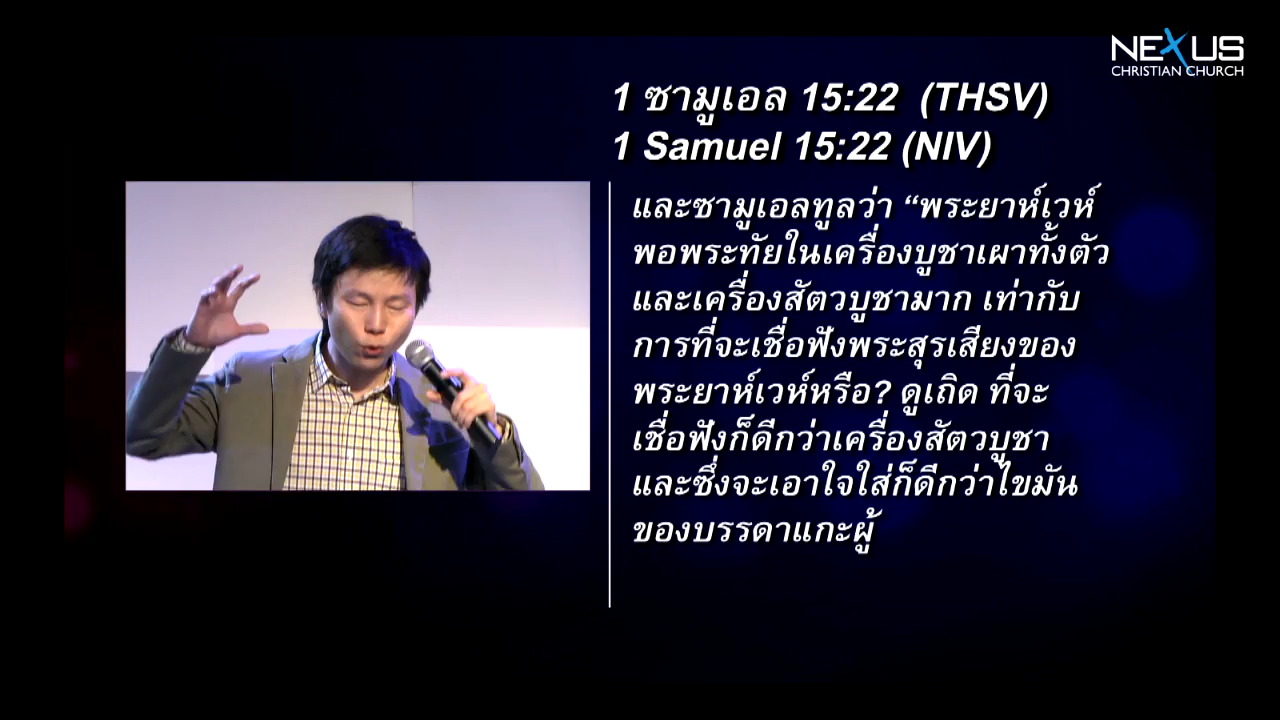 NEXUS
CHRISTIAN CHURCH
1 ซามูเอล 15:22 (THSV)
1 Samuel 15:22 (NIV)
และซามูเอลทูลว่า “พระยาห์เวห์
พอพระทัยในเครื่องบูชาเผาทั้งตัว
และเครื่องสัตวบูชามาก เท่ากับ
การที่จะเชื่อฟังพระสุรเสียงของ
พระยาห์เวห์หรือ? ดูเถิด ที่จะ
เชื่อฟังก็ดีกว่าเครื่องสัตวบูชา
และซึ่งจะเอาใจใส่ก็ดีกว่าไขมัน
ของบรรดาแกะผู้